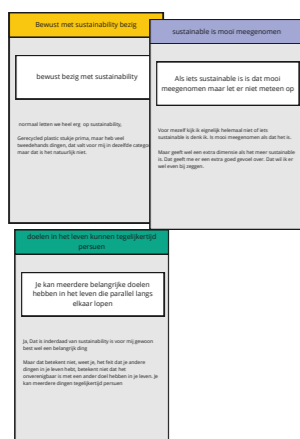 Bewust met sustainability bezig
bewust bezig met sustainability
normaal letten we heel erg op sustainability,
Gerecycled plastic stukje prima, maar heb veel
tweedehands dingen, dat valt voor mij in dezelfde catego
maar dat is het natuurlijk niet.
sustainable is mooi meegenomen
Als iets sustainable is is dat mooi
meegenomen maar let er niet meteen op
Voor mezelf kijk ik eigenlijk helemaal niet of iets
sustainable is denk ik. Is mooi meegenomen als dat het is.
Maar geeft wel een extra dimensie als het meer sustainable
is. Dat geeft me er een extra goed gevoel over. Dat wil ik er
wel even bij zeggen.
doelen in het leven kunnen tegelijkertijd
persuen
Je kan meerdere belangrijke doelen
hebben in het leven die parallel langs
elkaar lopen
Ja, Dat is inderdaad van sustainability is voor mij gewoon
best wel een belangrijk ding
Maar dat betekent niet, weet je, het feit dat je andere
dingen in je leven hebt, betekent niet dat het
onverenigbaar is met een ander doel hebben in je leven. Je
kan meerdere dingen tegelijkertijd persuen